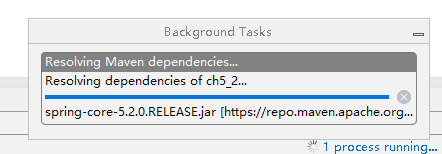 Background Tasks
Resolving Maven dependencies...
Resolving dependencies of ch5_2...
spring-core-5.2.0.RELEASE.jar [https://repo.maven.apache.org...
1 process running...